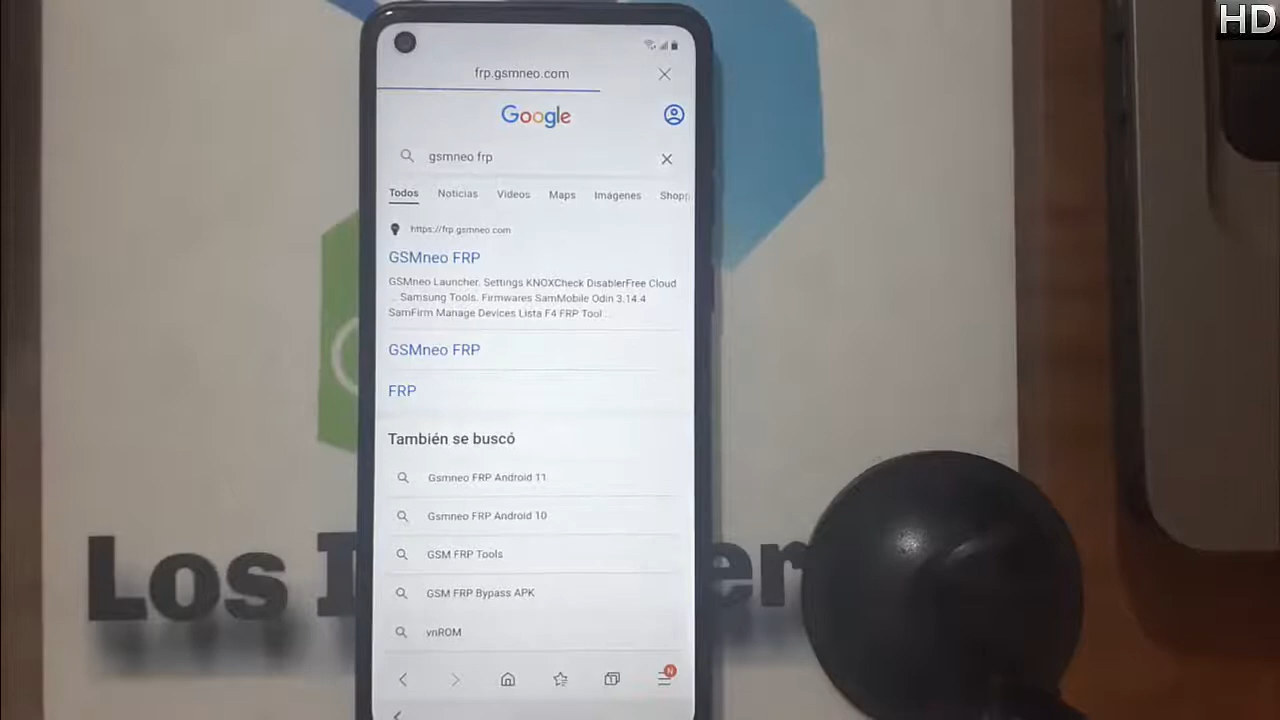 HD
frp.gsmneo.com
Google
gsmneo frp
Todos Noticias Videos Maps Imágenes Shopp
https://frp.gsmneo.com
GSMneo FRP
GSMneo Launcher. Settings KNOXCheck DisablerFree Cloud
... Samsung Tools. Firmwares SamMobile Odin 3.14.4
SamFirm Manage Devices Lista F4 FRP Tool ...
GSMneo FRP
FRP
También se buscó
Gsmneo FRP Android 11
Gsmneo FRP Android 10
GSM FRP Tools
GSM FRP Bypass APK
vnROM
1
N
Los
er